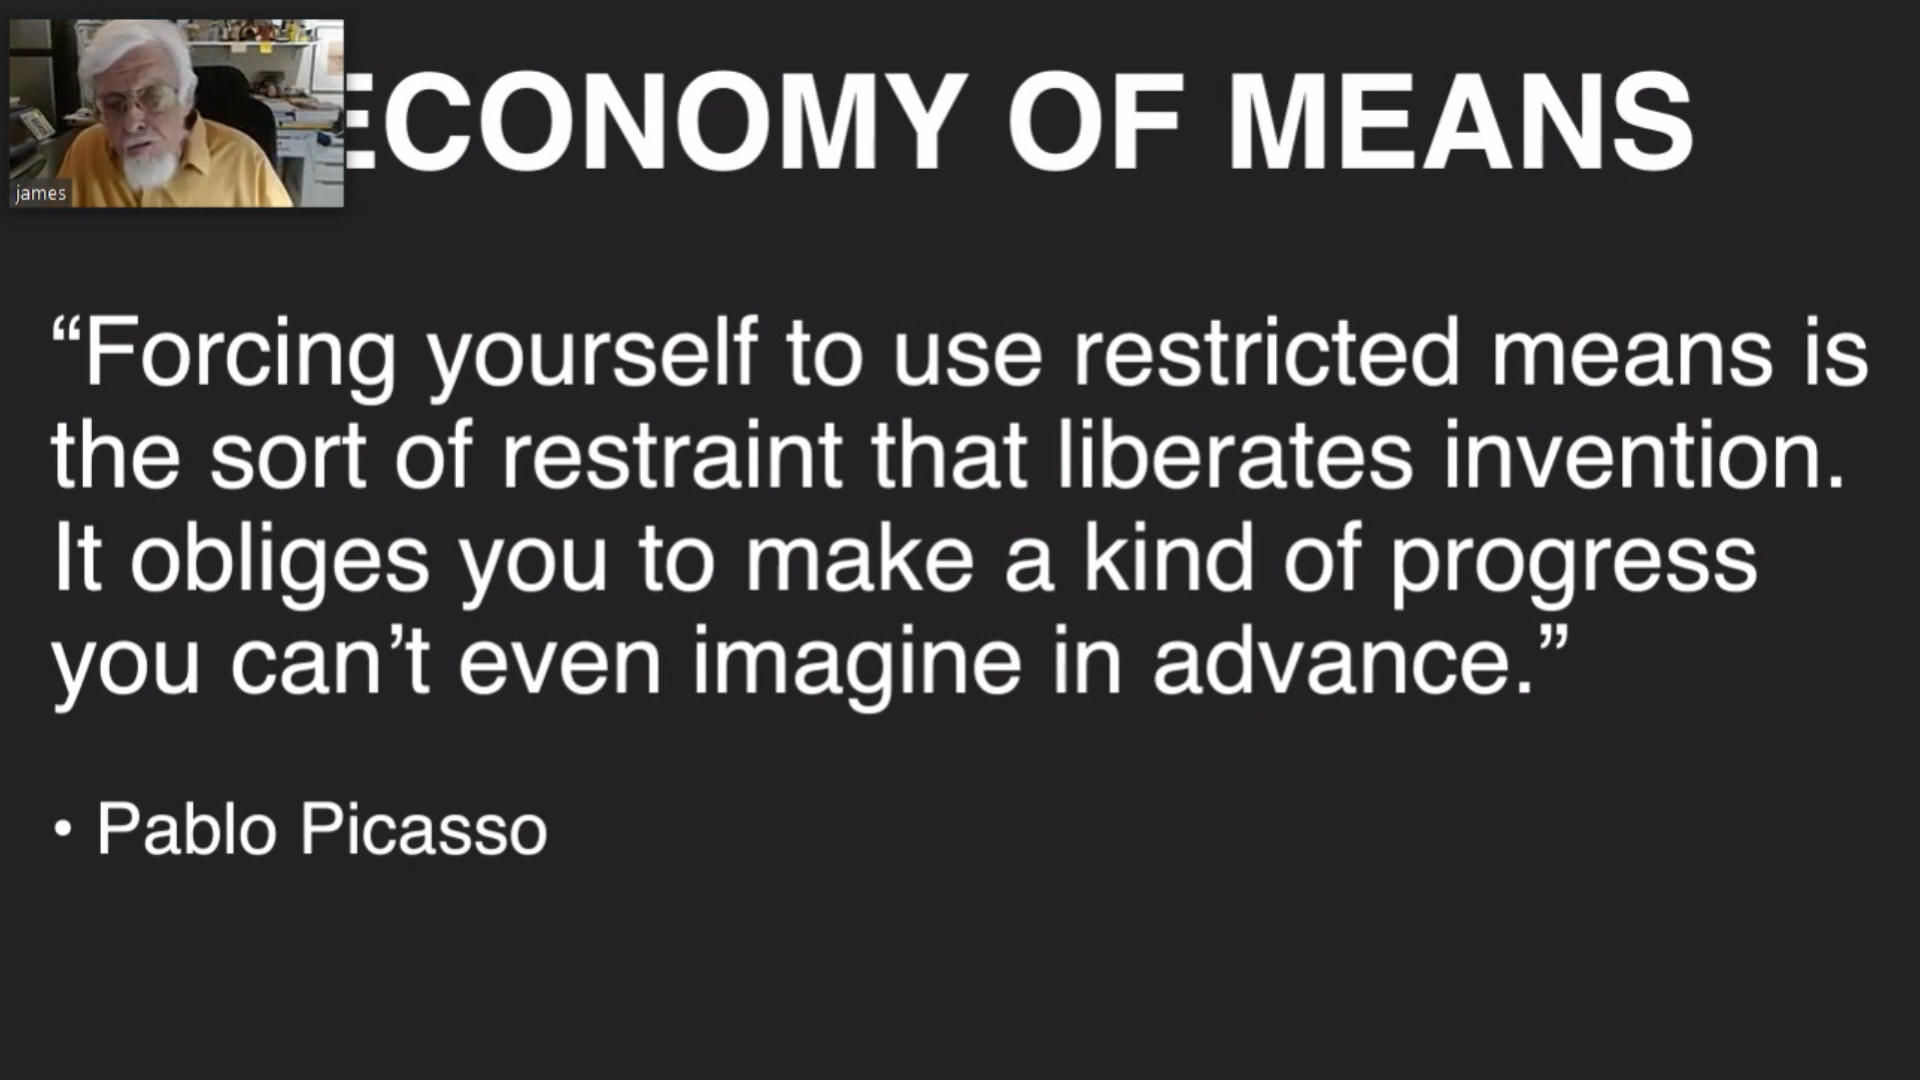 ECONOMY OF MEANS
james
“Forcing yourself to use restricted means is
the sort of restraint that liberates invention.
It obliges you to make a kind of progress
you can’t even imagine in advance.”
• Pablo Picasso